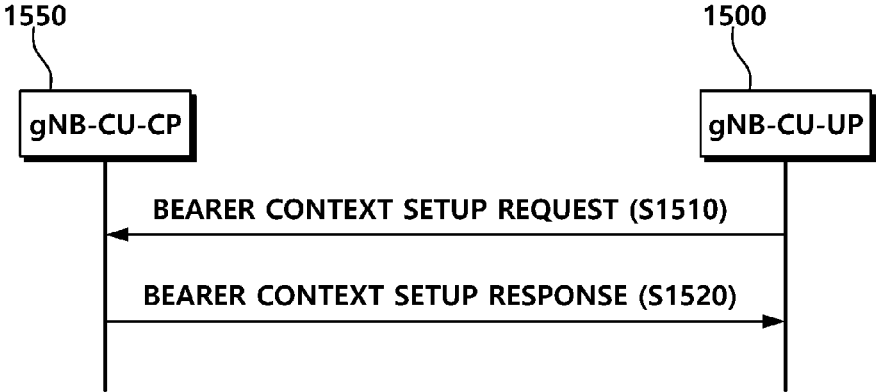 1550
1500
gNB-CU-CP
gNB-CU-UP
BEARER CONTEXT SETUP REQUEST (S1510)
BEARER CONTEXT SETUP RESPONSE (S1520)